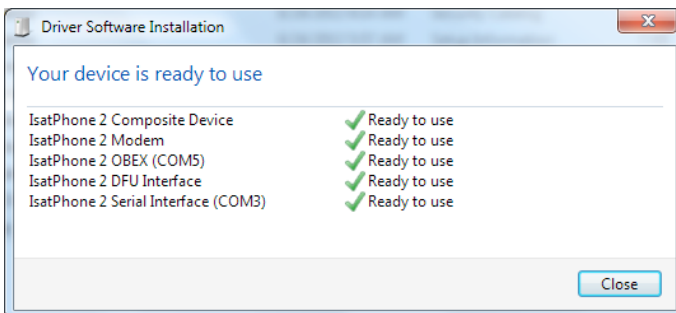 Driver Software Installation
Your device is ready to use
IsatPhone 2 Composite Device Ready to use
IsatPhone 2 Modem Ready to use
IsatPhone 2 OBEX (COM5) Ready to use
IsatPhone 2 DFU Interface Ready to use
IsatPhone 2 Serial Interface (COM3) Ready to use
Close